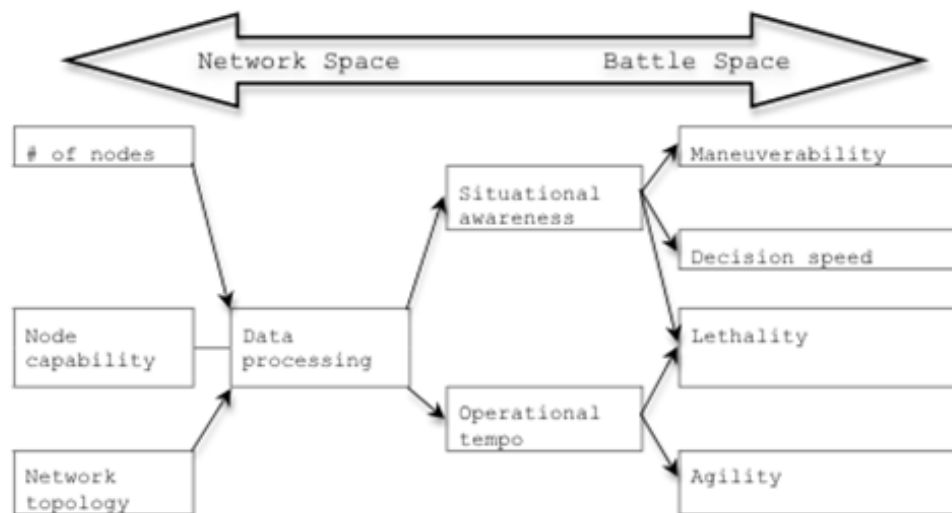 Network Space
Battle Space
# of nodes
Maneuverability
Situational
awareness
Decision speed
Node
capability
Data
processing
Lethality
Operational
tempo
Network
topology
Agility